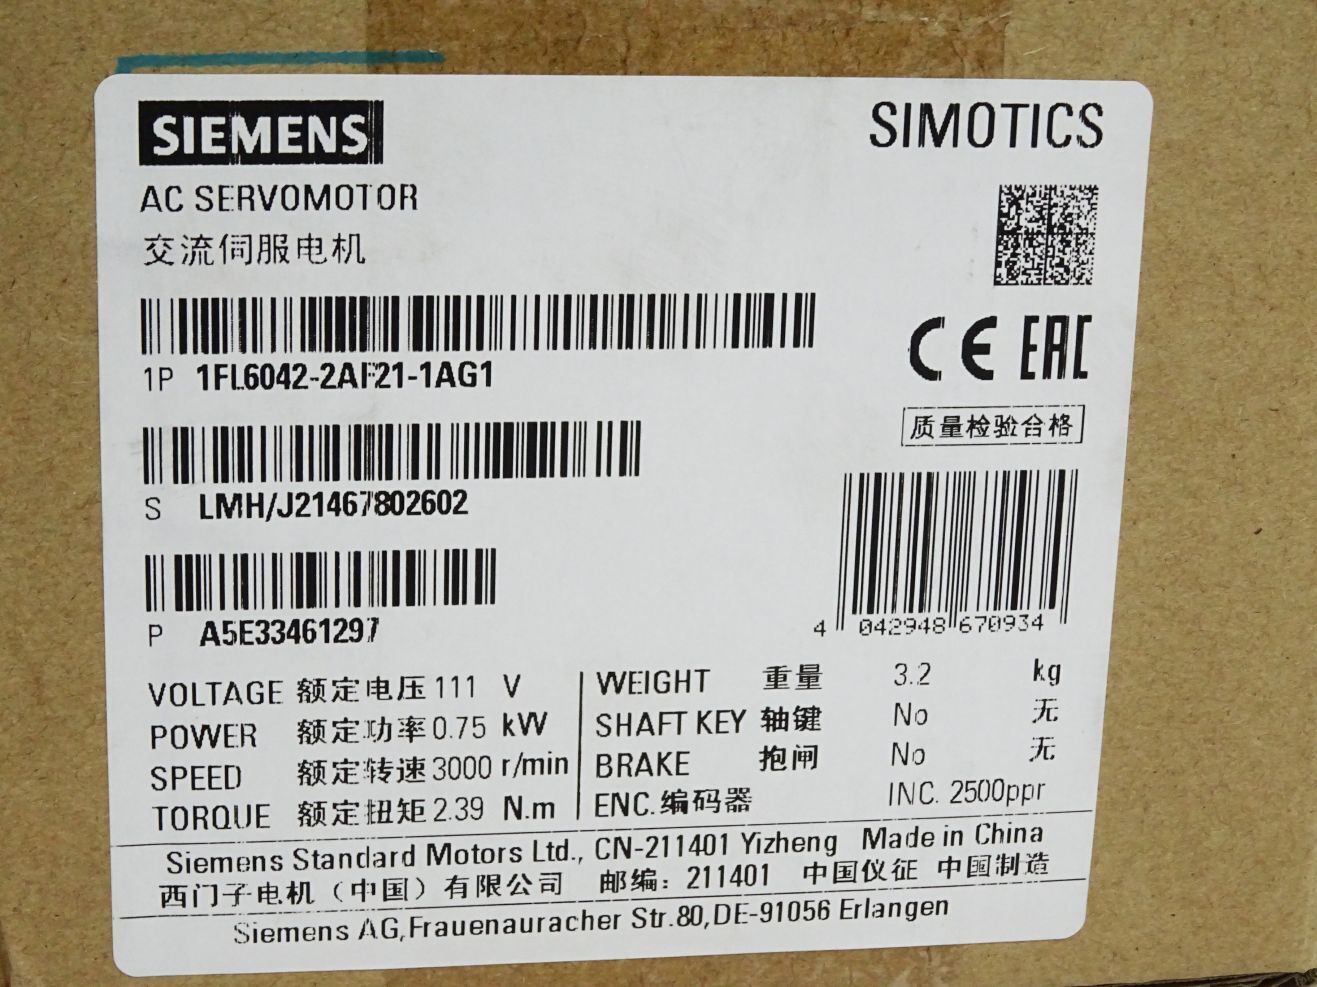 SIEMENS
SIMOTICS
AC SERVOMOTOR
交流伺服电机
1P 1FL6042-2AF21-1AG1
CE EAC
质量检验合格
S LMH/J21467802602
P A5E33461297
4 042948 670934
VOLTAGE 额定电压 111 V
POWER 额定功率 0.75 kW
SPEED 额定转速 3000 r/min
TORQUE 额定扭矩 2.39 N.m
WEIGHT 重量 3.2 kg
SHAFT KEY 轴键 No 无
BRAKE 抱闸 No 无
ENC. 编码器 INC. 2500ppr
Siemens Standard Motors Ltd., CN-211401 Yizheng Made in China
西门子电机（中国）有限公司 邮编: 211401 中国仪征 中国制造
Siemens AG,Frauenauracher Str.80,DE-91056 Erlangen